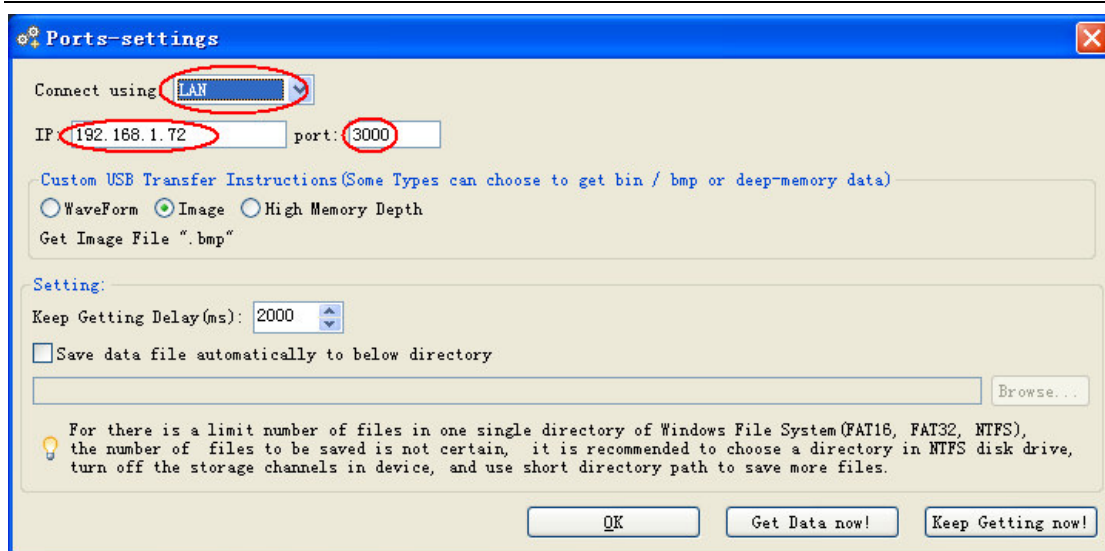 Ports-settings
Connect using: LAN
IP: 192.168.1.72 port: 3000
Custom USB Transfer Instructions(Some Types can choose to get bin / bmp or deep-memory data)
WaveForm Image High Memory Depth
Get Image File ".bmp"
Setting:
Keep Getting Delay(ms): 2000
Save data file automatically to below directory
Browse...
For there is a limit number of files in one single directory of Windows File System(FAT16, FAT32, NTFS),
the number of files to be saved is not certain, it is recommended to choose a directory in NTFS disk drive,
turn off the storage channels in device, and use short directory path to save more files.
OK Get Data now! Keep Getting now!